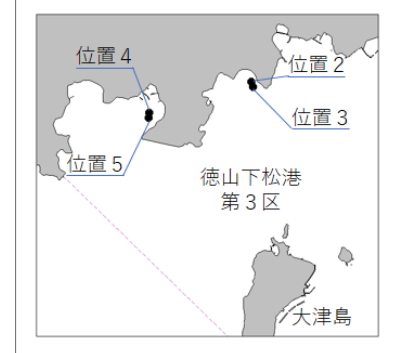 位置４
位置２
位置３
位置５
徳山下松港
第３区
大津島